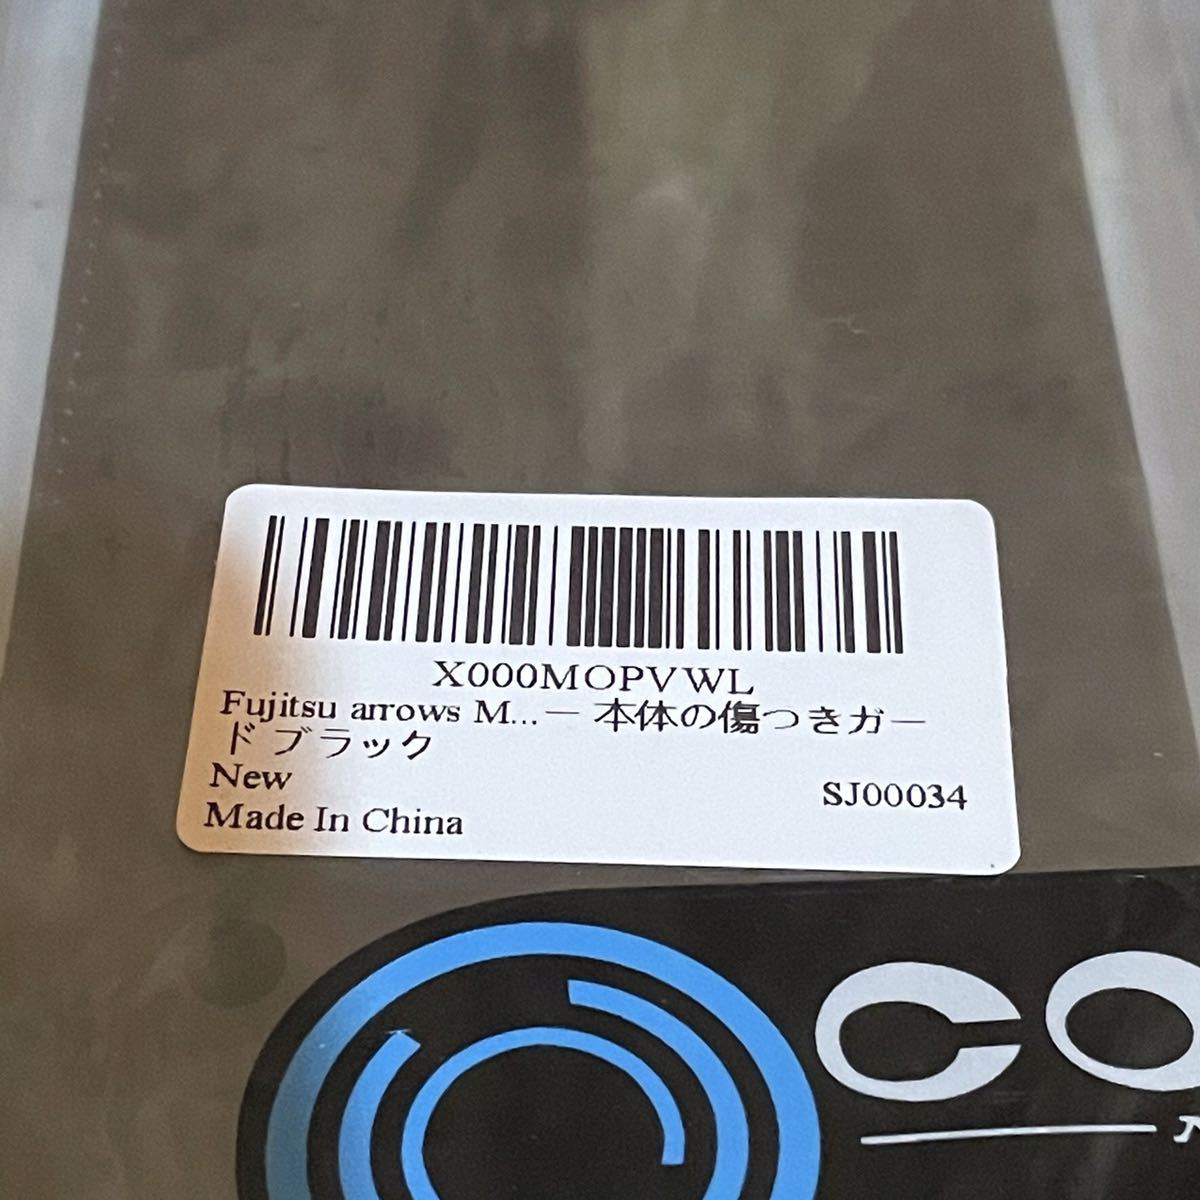 X000MOPVWL
Fujitsu arrows M...ー 本体の傷つきガー
ド ブラック
New
SJ00034
Made In China
CO